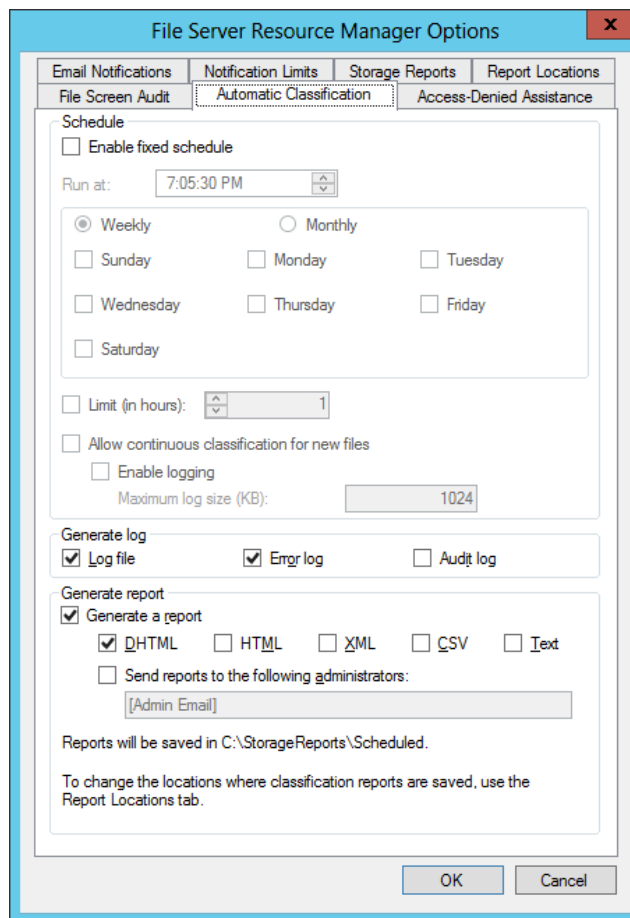 File Server Resource Manager Options
x
Email Notifications Notification Limits Storage Reports Report Locations
File Screen Audit Automatic Classification Access-Denied Assistance
Schedule
Enable fixed schedule
Run at: 7:05:30 PM
Weekly Monthly
Sunday Monday Tuesday
Wednesday Thursday Friday
Saturday
Limit (in hours): 1
Allow continuous classification for new files
Enable logging
Maximum log size (KB): 1024
Generate log
Log file Error log Audit log
Generate report
Generate a report
DHTML HTML XML CSV Text
Send reports to the following administrators:
[Admin Email]
Reports will be saved in C:\StorageReports\Scheduled.
To change the locations where classification reports are saved, use the
Report Locations tab.
OK Cancel